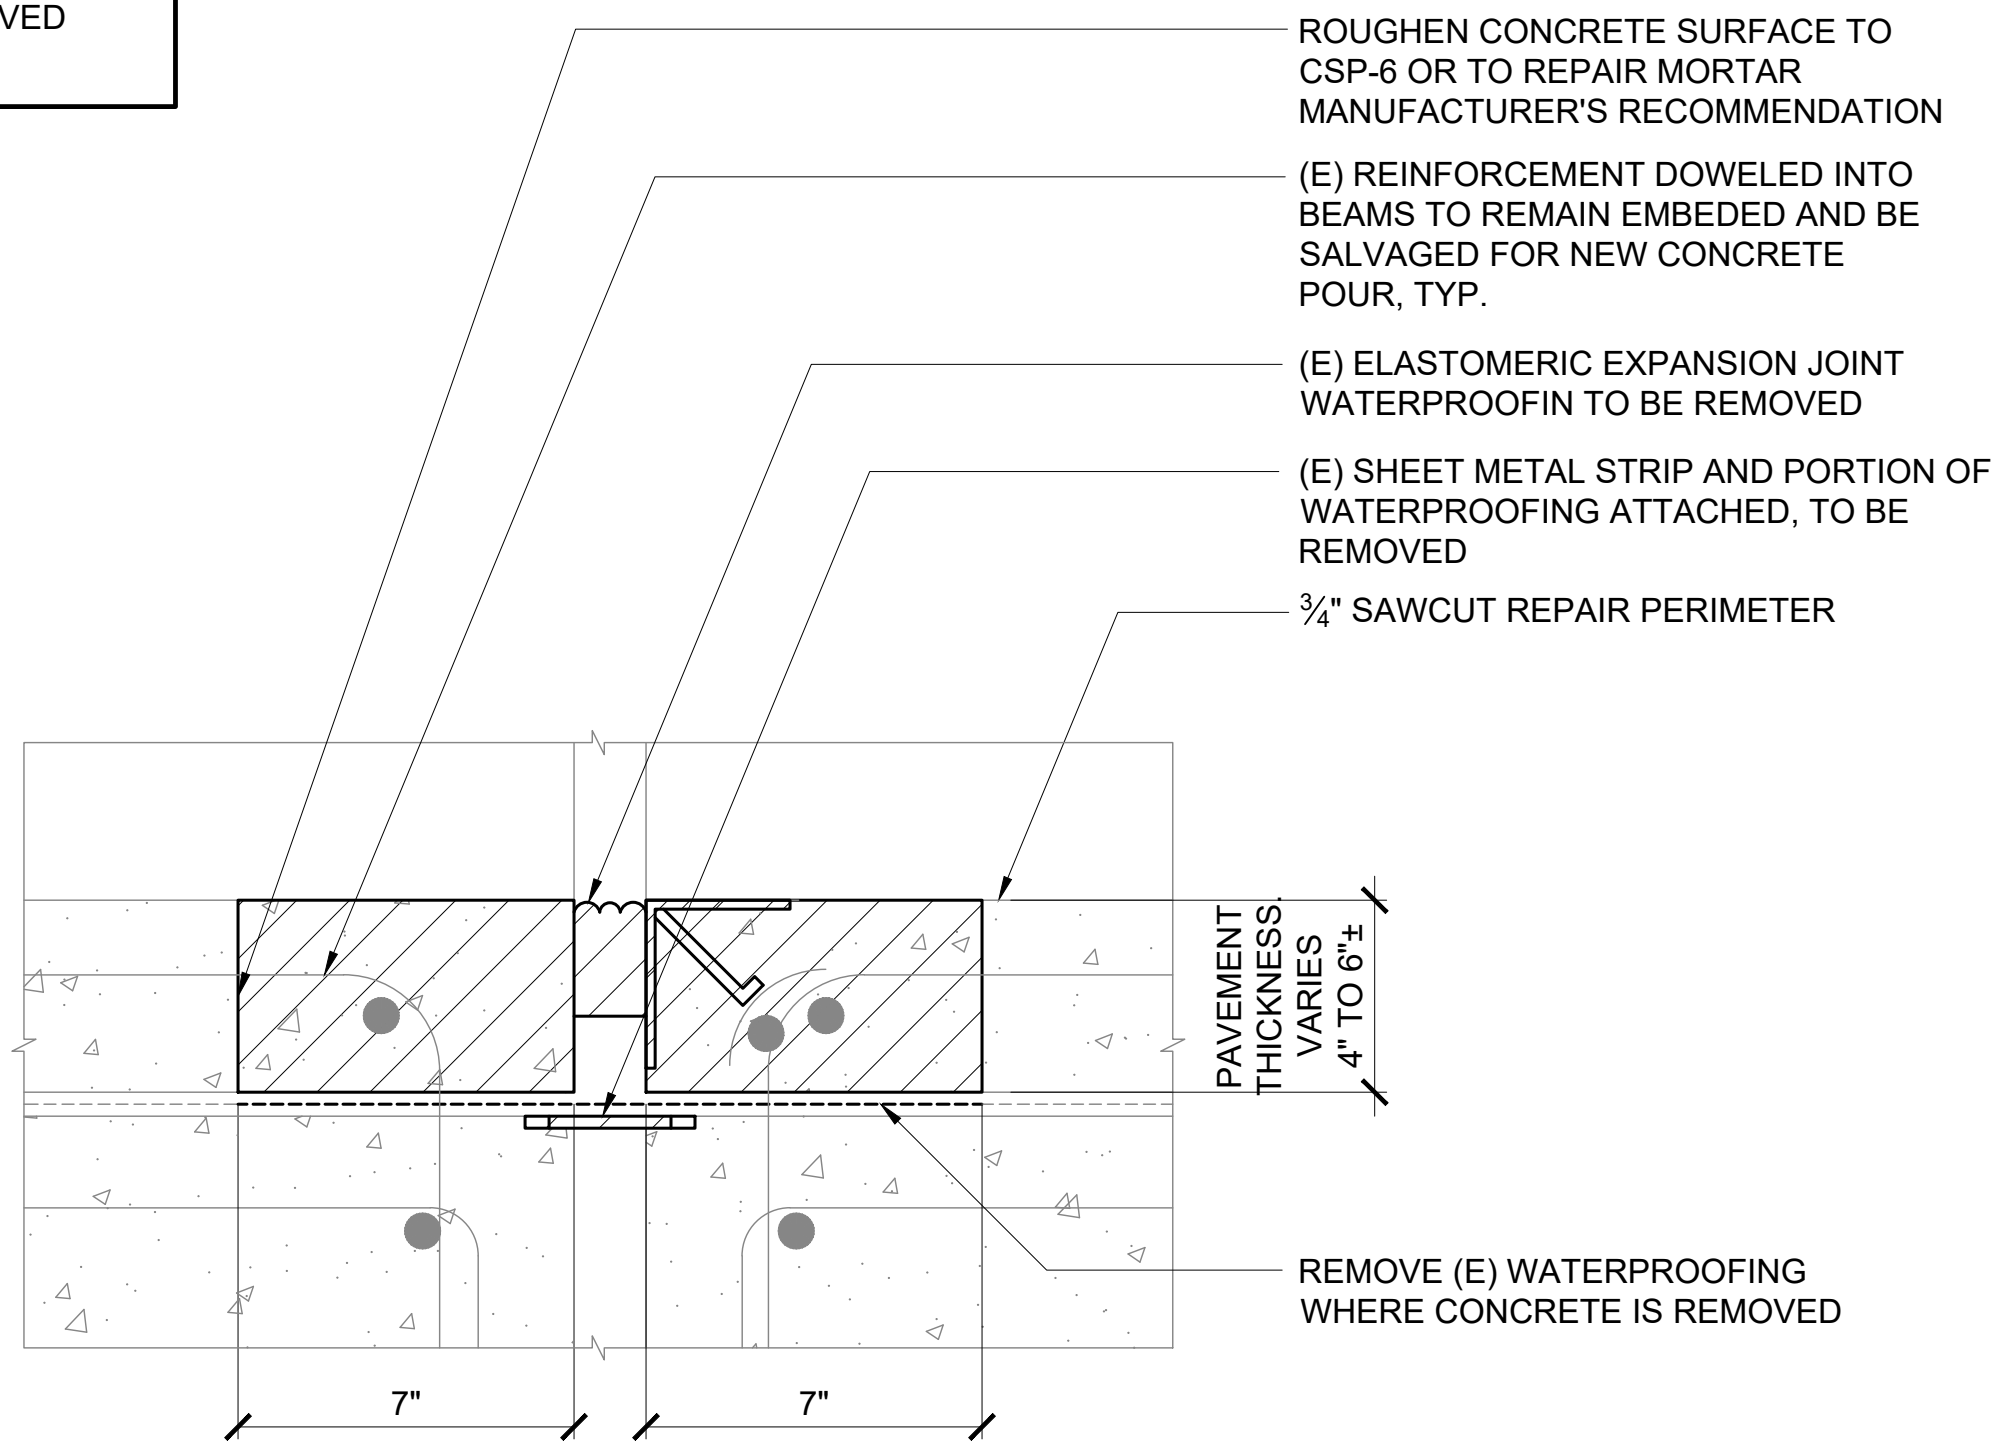 VED
ROUGHEN CONCRETE SURFACE TO
CSP-6 OR TO REPAIR MORTAR
MANUFACTURER'S RECOMMENDATION
(E) REINFORCEMENT DOWELED INTO
BEAMS TO REMAIN EMBEDED AND BE
SALVAGED FOR NEW CONCRETE
POUR, TYP.
(E) ELASTOMERIC EXPANSION JOINT
WATERPROOFIN TO BE REMOVED
(E) SHEET METAL STRIP AND PORTION OF
WATERPROOFING ATTACHED, TO BE
REMOVED
¾" SAWCUT REPAIR PERIMETER
PAVEMENT
THICKNESS.
VARIES
4" TO 6"±
REMOVE (E) WATERPROOFING
WHERE CONCRETE IS REMOVED
7"
7"